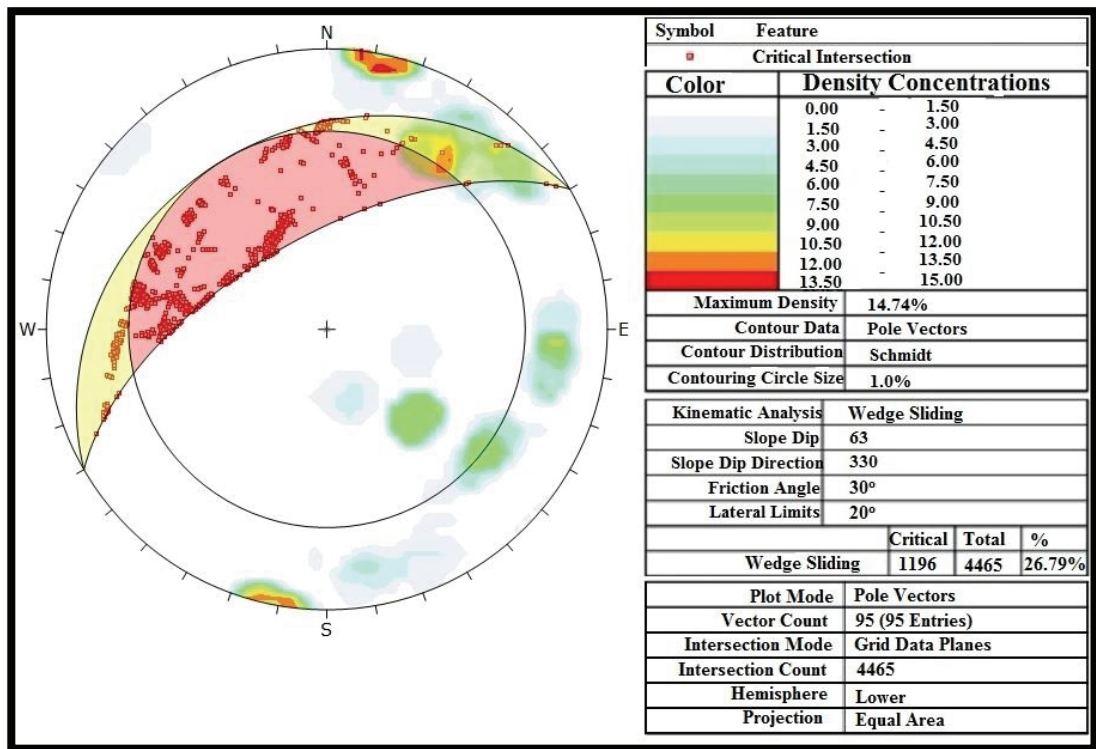 N
W
E
S
Symbol Feature
Critical Intersection
Color Density Concentrations
0.00 - 1.50
1.50 - 3.00
3.00 - 4.50
4.50 - 6.00
6.00 - 7.50
7.50 - 9.00
9.00 - 10.50
10.50 - 12.00
12.00 - 13.50
13.50 - 15.00
Maximum Density 14.74%
Contour Data Pole Vectors
Contour Distribution Schmidt
Contouring Circle Size 1.0%
Kinematic Analysis Wedge Sliding
Slope Dip 63
Slope Dip Direction 330
Friction Angle 30º
Lateral Limits 20º
Critical Total %
Wedge Sliding 1196 4465 26.79%
Plot Mode Pole Vectors
Vector Count 95 (95 Entries)
Intersection Mode Grid Data Planes
Intersection Count 4465
Hemisphere Lower
Projection Equal Area